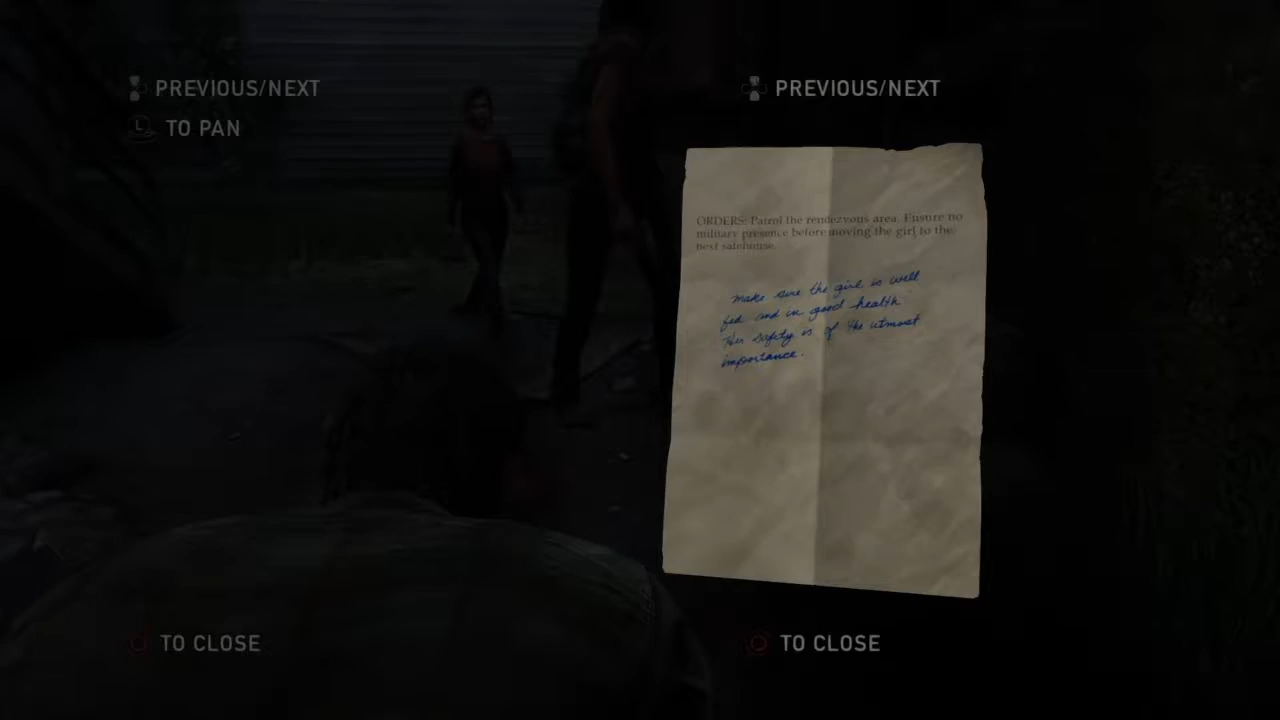 PREVIOUS/NEXT
TO PAN
PREVIOUS/NEXT
ORDERS: Patrol the rendezvous area. Ensure no
military presence before moving the girl to the
next safehouse.
Make sure the girl is well
fed and in good health
Her safety is of the utmost
importance.
TO CLOSE
TO CLOSE